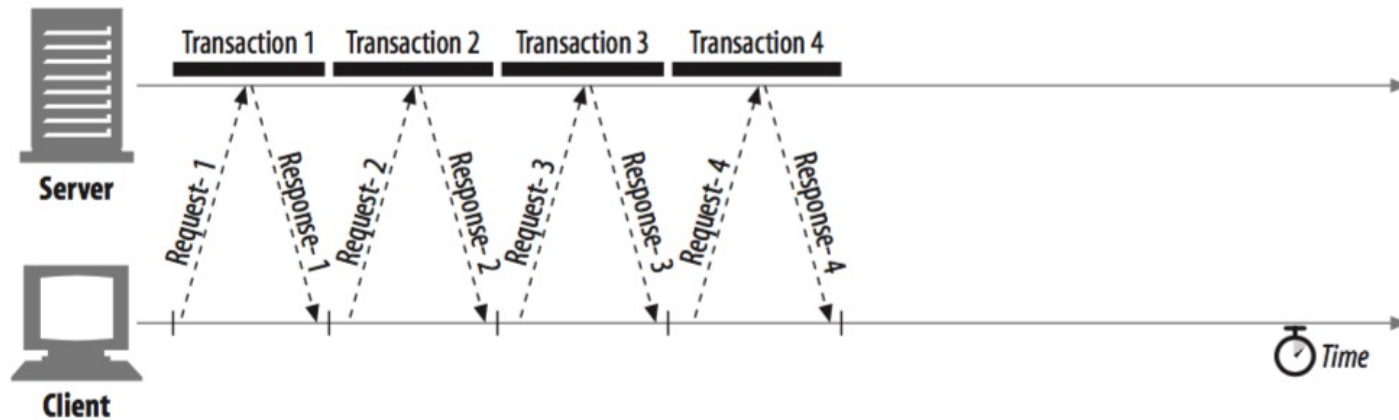 Transaction 1 Transaction 2 Transaction 3 Transaction 4
Server
Request- 1
Response- 1
Request- 2
Response- 2
Request- 3
Response- 3
Request- 4
Response- 4
Time
Client